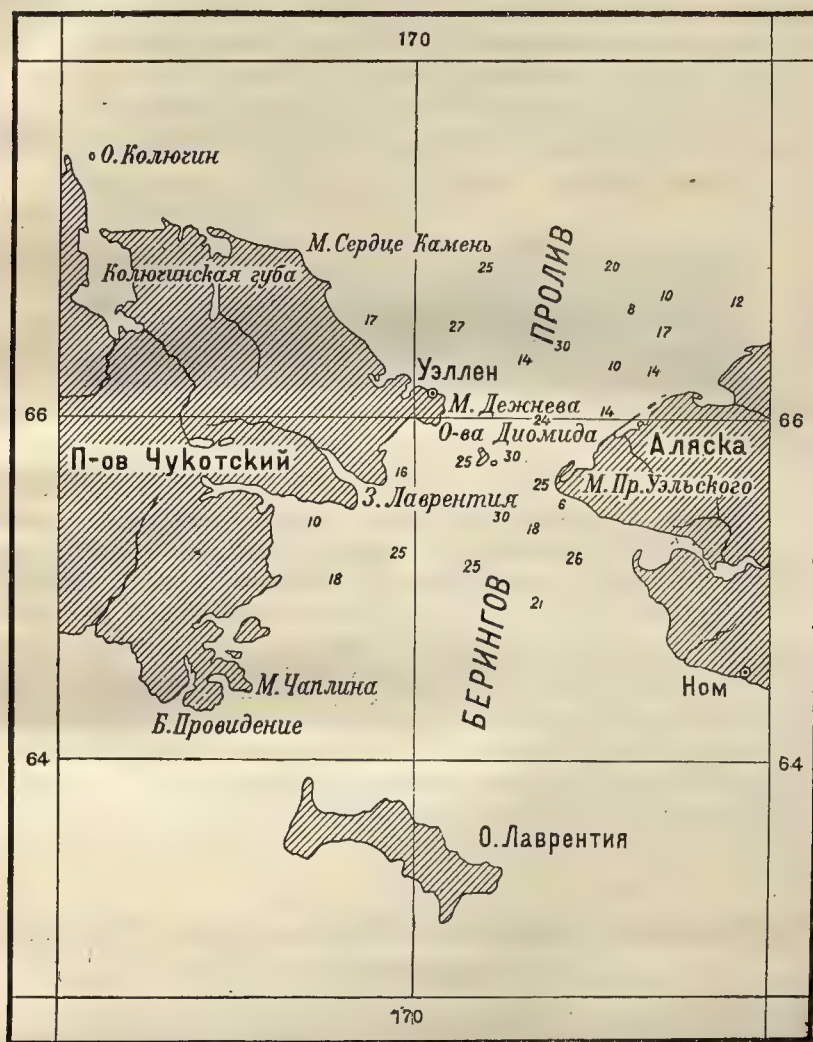 170
О. Колючин
М. Сердце Камень
Колючинская губа
ПРОЛИВ
25
20
10
12
8
17
27
17
30
14
10
14
Уэллен
М. Дежнева
66
24
14
66
О-ва Диомида
Аляска
П-ов Чукотский
16
25
30
М. Пр. Уэльского
З. Лаврентия
25
6
10
30
18
25
25
26
18
21
БЕРИНГОВ
М. Чаплина
Ном
Б. Провидение
64
64
О. Лаврентия
170